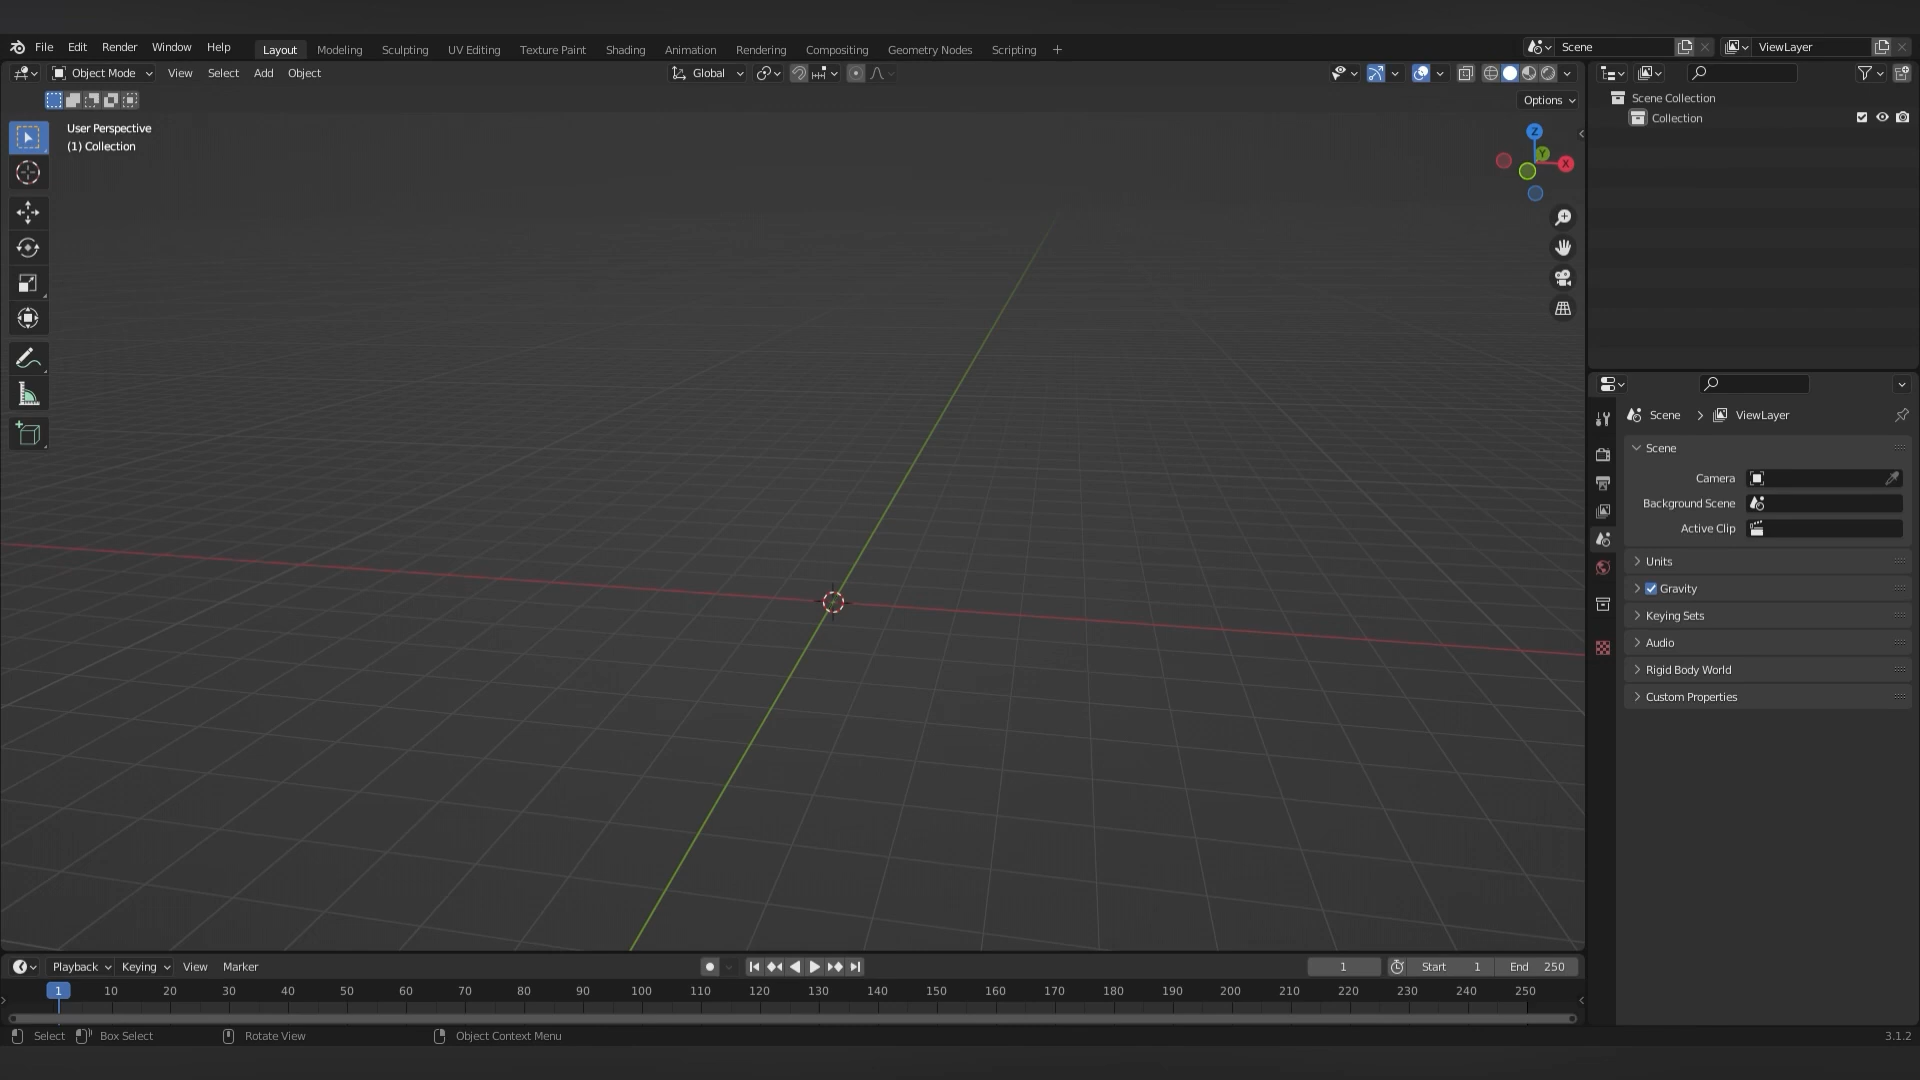 File Edit Render Window Help Layout Modeling Sculpting UV Editing Texture Paint Shading Animation Rendering Compositing Geometry Nodes Scripting + Scene ViewLayer
Object Mode View Select Add Object Global
Options
User Perspective
(1) Collection
Z
Y
X
Scene Collection
Collection
Scene > ViewLayer
Scene
Camera
Background Scene
Active Clip
Units
Gravity
Keying Sets
Audio
Rigid Body World
Custom Properties
Playback Keying View Marker 1 Start 1 End 250
1 10 20 30 40 50 60 70 80 90 100 110 120 130 140 150 160 170 180 190 200 210 220 230 240 250
Select Box Select Rotate View Object Context Menu 3.1.2